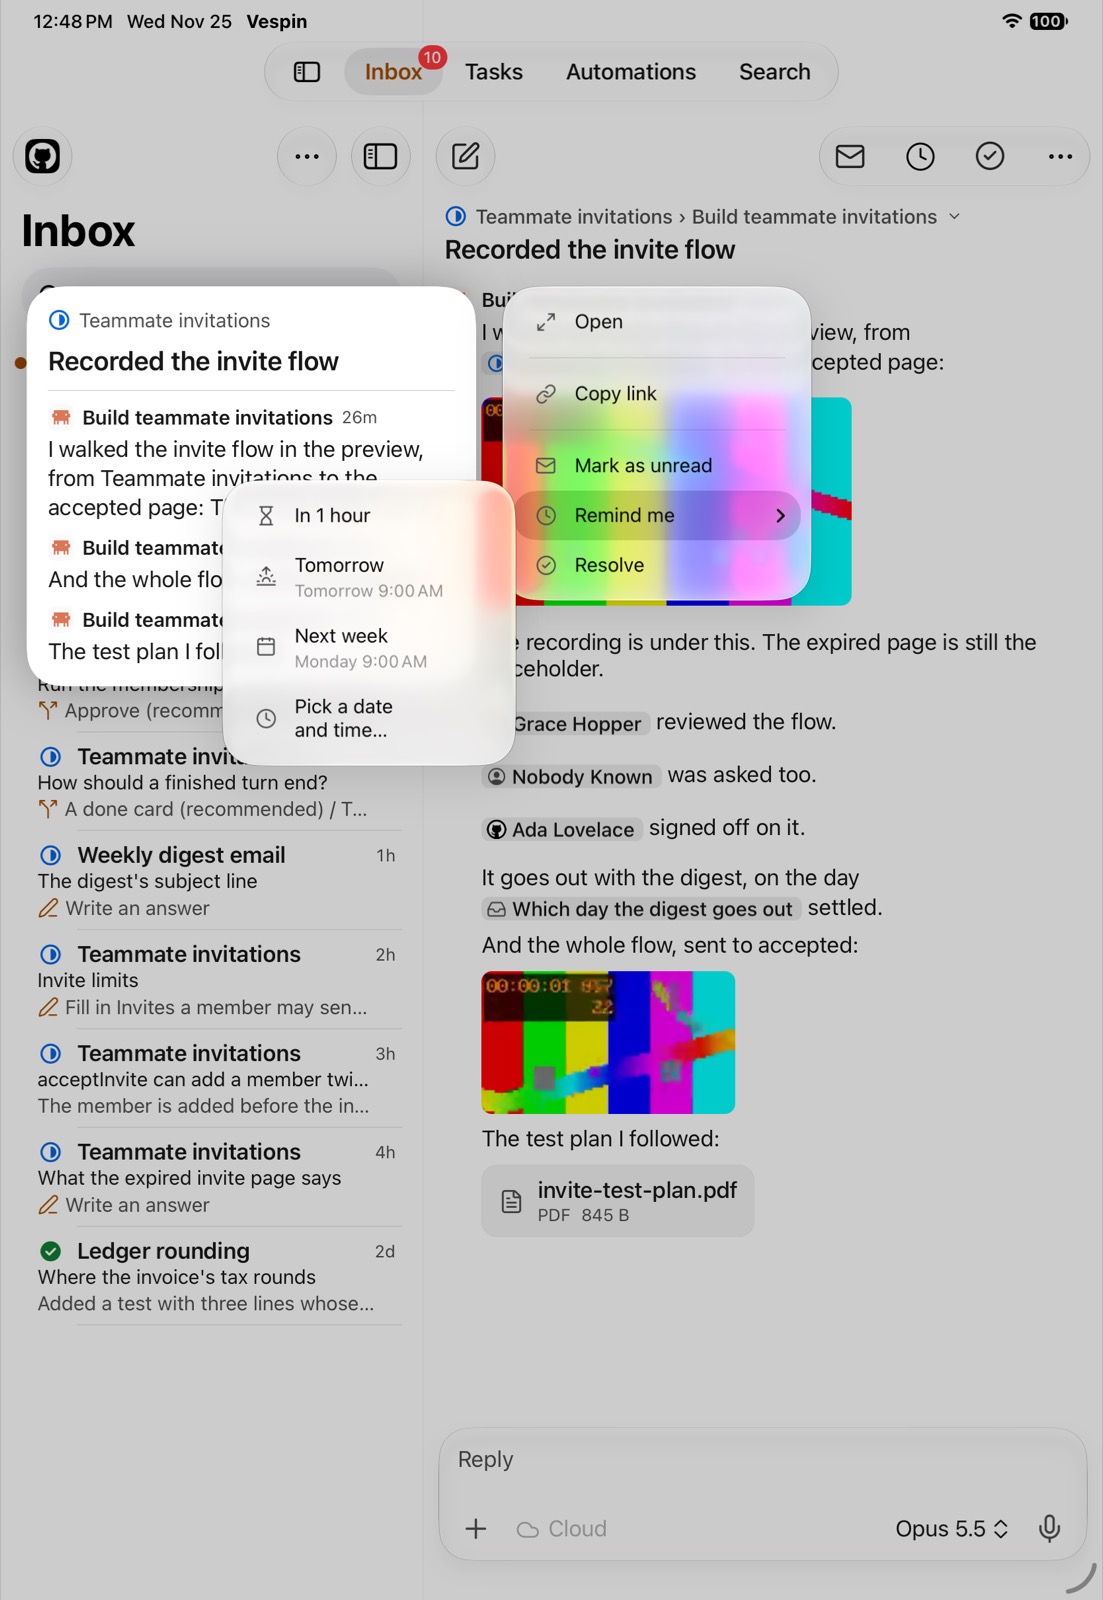 12:48 PM Wed Nov 25 Vespin
100
Inbox
10
Tasks
Automations
Search
Inbox
Teammate invitations
Recorded the invite flow
Build teammate invitations 26m
I walked the invite flow in the preview,
from Teammate invitations to the
accepted page:
Build
And the whole
Build
The test plan I
In 1 hour
Tomorrow
Tomorrow 9:00 AM
Next week
Monday 9:00 AM
Pick a date
and time...
Open
Copy link
Mark as unread
Remind me
Resolve
Run the membership
Approve
Teammate
How should a finished turn end?
A done card (recommended) / T...
Weekly digest email 1h
The digest's subject line
Write an answer
Teammate invitations 2h
Invite limits
Fill in Invites a member may sen...
Teammate invitations 3h
acceptInvite can add a member twi...
The member is added before the in...
Teammate invitations 4h
What the expired invite page says
Write an answer
Ledger rounding 2d
Where the invoice's tax rounds
Added a test with three lines whose...
Teammate invitations › Build teammate invitations
Recorded the invite flow
I
from
page:
recording is under this. The expired page is still the
Grace Hopper reviewed the flow.
Nobody Known was asked too.
Ada Lovelace signed off on it.
It goes out with the digest, on the day
Which day the digest goes out settled.
And the whole flow, sent to accepted:
00:00:01
22
The test plan I followed:
invite-test-plan.pdf
PDF 845 B
Reply
Cloud
Opus 5.5